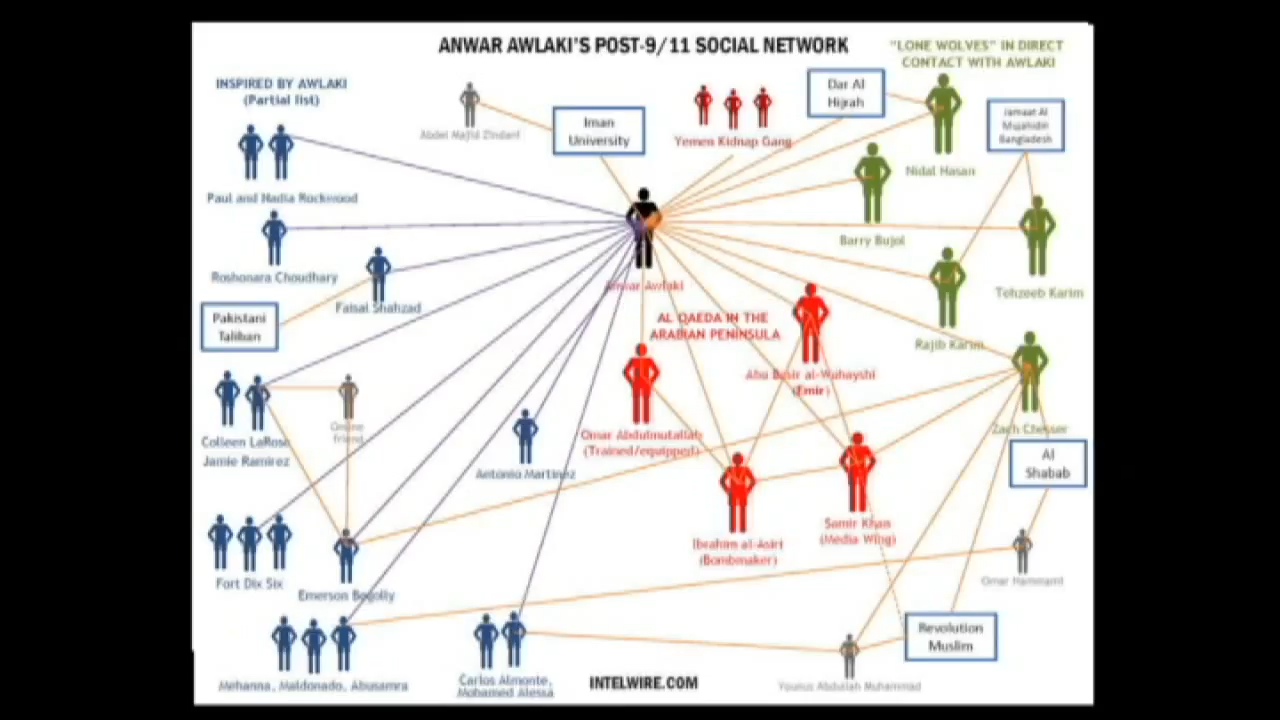 ANWAR AWLAKI'S POST-9/11 SOCIAL NETWORK
"LONE WOLVES" IN DIRECT
CONTACT WITH AWLAKI
INSPIRED BY AWLAKI
(Partial list)
Dar Al
Hijrah
Jamaat Al
Mujahidin
Bangladesh
Iman
University
Abdel Majid Zindani
Yemen Kidnap Gang
Nidal Hasan
Paul and Nadia Rockwood
Barry Bujol
Roshonara Choudhary
Anwar Awlaki
Tehzeeb Karim
Faisal Shahzad
Pakistani
Taliban
AL QAEDA IN THE
ARABIAN PENINSULA
Rajib Karim
Abu Basir al-Wuhayshi
(Emir)
Colleen LaRose
Jamie Ramirez
Online
friend
Omar Abdulmutallab
(Trained/equipped)
Zach Chesser
Al
Shabab
Antonio Martinez
Samir Khan
(Media Wing)
Ibrahim al-Asiri
(Bombmaker)
Fort Dix Six
Emerson Begolly
Omar Hammami
Revolution
Muslim
Mehanna, Maldonado, Abusamra
Carlos Almonte,
Mohamed Alessa
INTELWIRE.COM
Younus Abdullah Muhammad